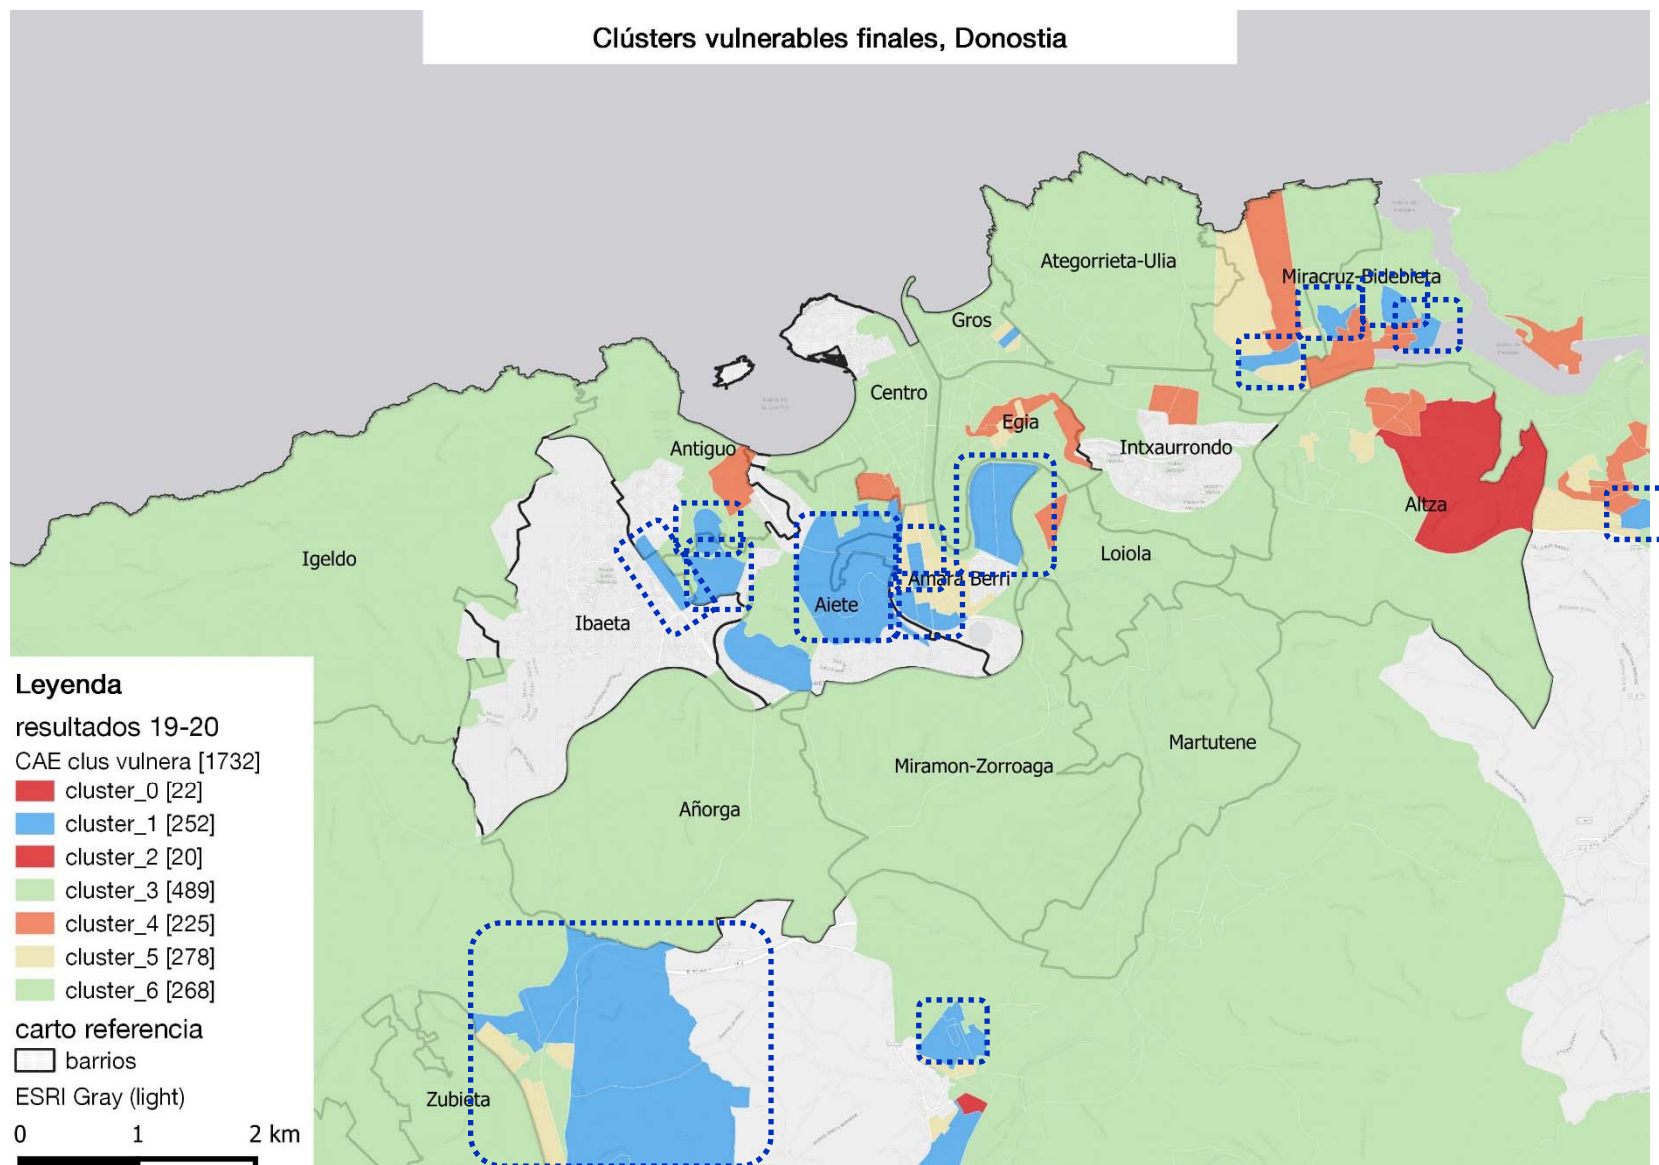 Clústers vulnerables finales, Donostia
Ategorrieta-Ulia
Miracruz-Bidebieta
Gros
Centro
Egia
Antiguo
Intxaurrondo
Altza
Igeldo
Loiola
Amara Berri
Aiete
Ibaeta
Martutene
Miramon-Zorroaga
Añorga
Zubieta
Leyenda
resultados 19-20
CAE clus vulnera [1732]
cluster_0 [22]
cluster_1 [252]
cluster_2 [20]
cluster_3 [489]
cluster_4 [225]
cluster_5 [278]
cluster_6 [268]
carto referencia
barrios
ESRI Gray (light)
0 1 2 km